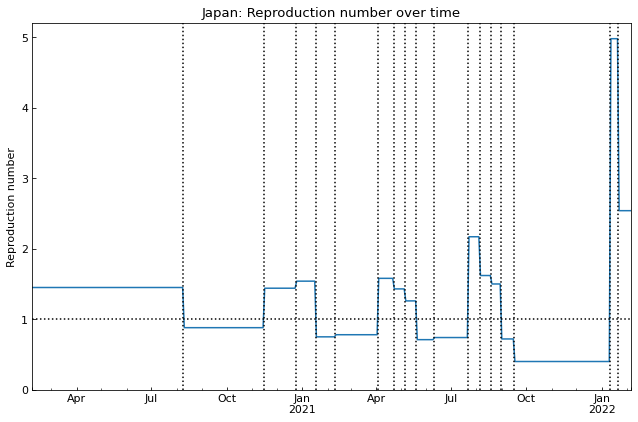 Japan: Reproduction number over time
Reproduction number
5
4
3
2
1
0
Apr
Jul
Oct
Jan
2021
Apr
Jul
Oct
Jan
2022